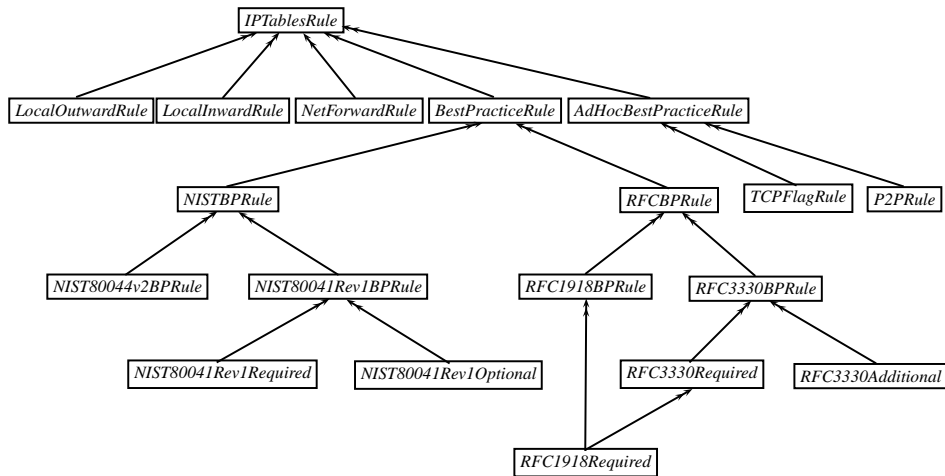 IPTablesRule
LocalOutwardRule
LocalInwardRule
NetForwardRule
BestPracticeRule
AdHocBestPracticeRule
NISTBPRule
RFCBPRule
TCPFlagRule
P2PRule
NIST80044v2BPRule
NIST80041Rev1BPRule
RFC1918BPRule
RFC3330BPRule
NIST80041Rev1Required
NIST80041Rev1Optional
RFC3330Required
RFC3330Additional
RFC1918Required